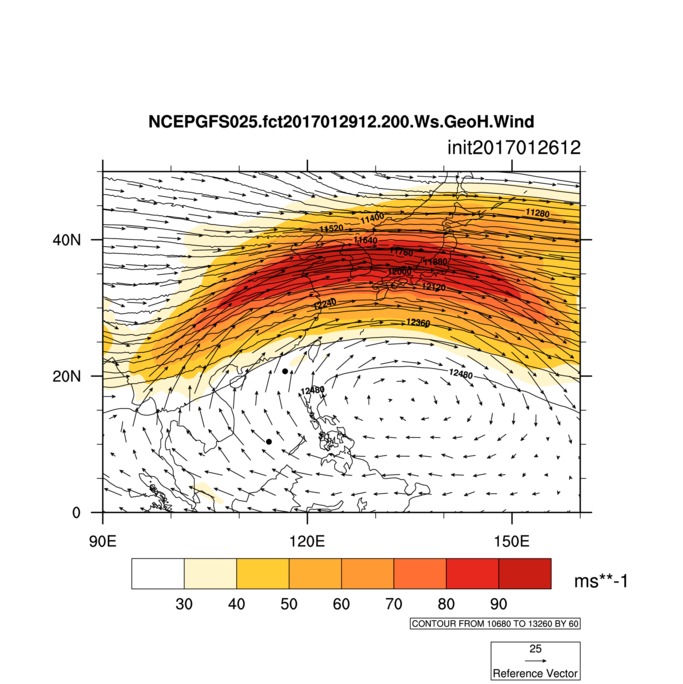 NCEPGFS025.fct2017012912.200.Ws.GeoH.Wind
init2017012612
11280
11400
11520
40N
11640
11760
11880
12000
12120
12240
12360
20N
12480
12480
0
90E 120E 150E
ms**-1
30 40 50 60 70 80 90
CONTOUR FROM 10680 TO 13260 BY 60
25
Reference Vector